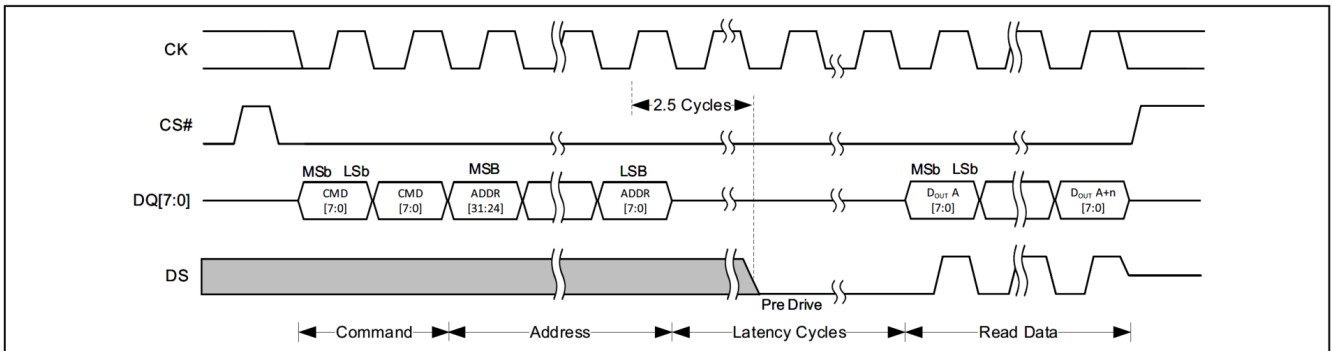 CK
2.5 Cycles
CS#
MSb LSb
MSB
LSB
MSb LSb
DQ[7:0]
CMD
[7:0]
CMD
[7:0]
ADDR
[31:24]
ADDR
[7:0]
DOUT A
[7:0]
DOUT A+n
[7:0]
DS
Pre Drive
Command
Address
Latency Cycles
Read Data